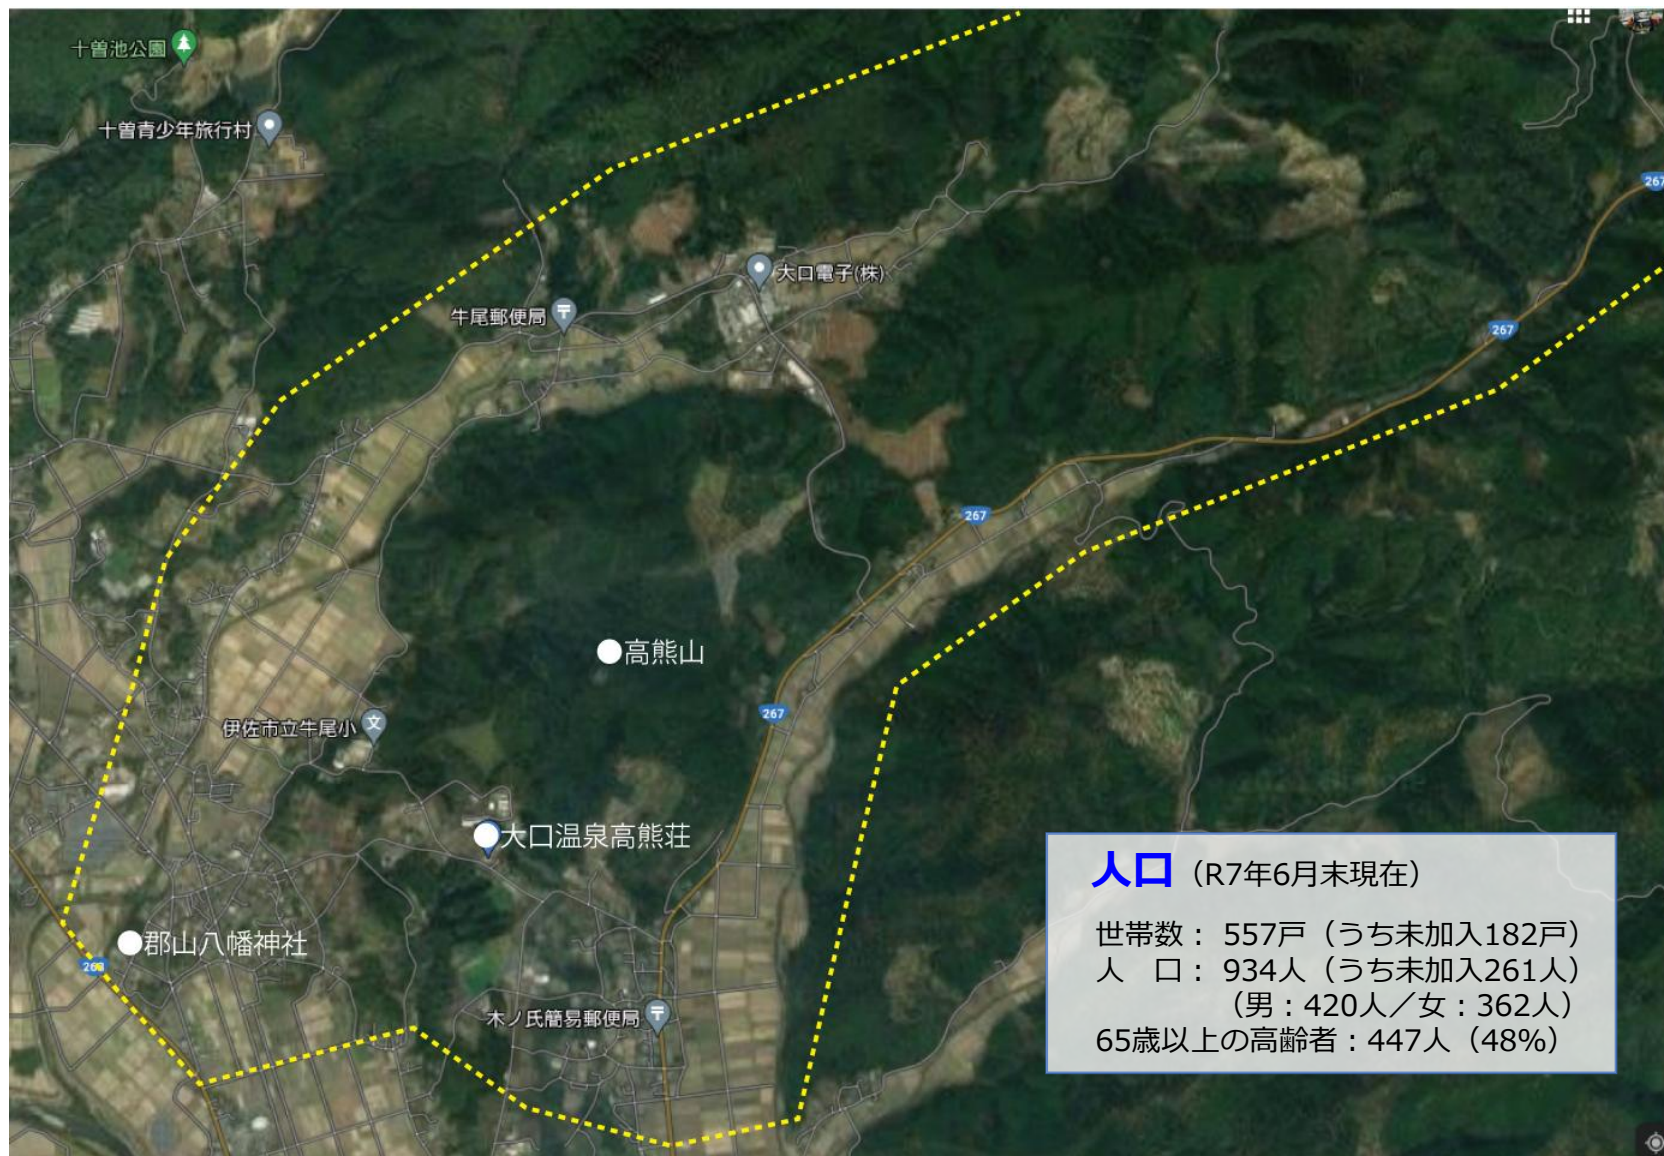 十曽池公園
十曽青少年旅行村
267
大口電子(株)
牛尾郵便局
267
267
高熊山
267
伊佐市立牛尾小
文
大口温泉高熊荘
郡山八幡神社
268
木ノ氏簡易郵便局
人口（R7年6月末現在）
世帯数： 557戸（うち未加入182戸）
人　口： 934人（うち未加入261人）
（男：420人／女：362人）
65歳以上の高齢者：447人（48%）